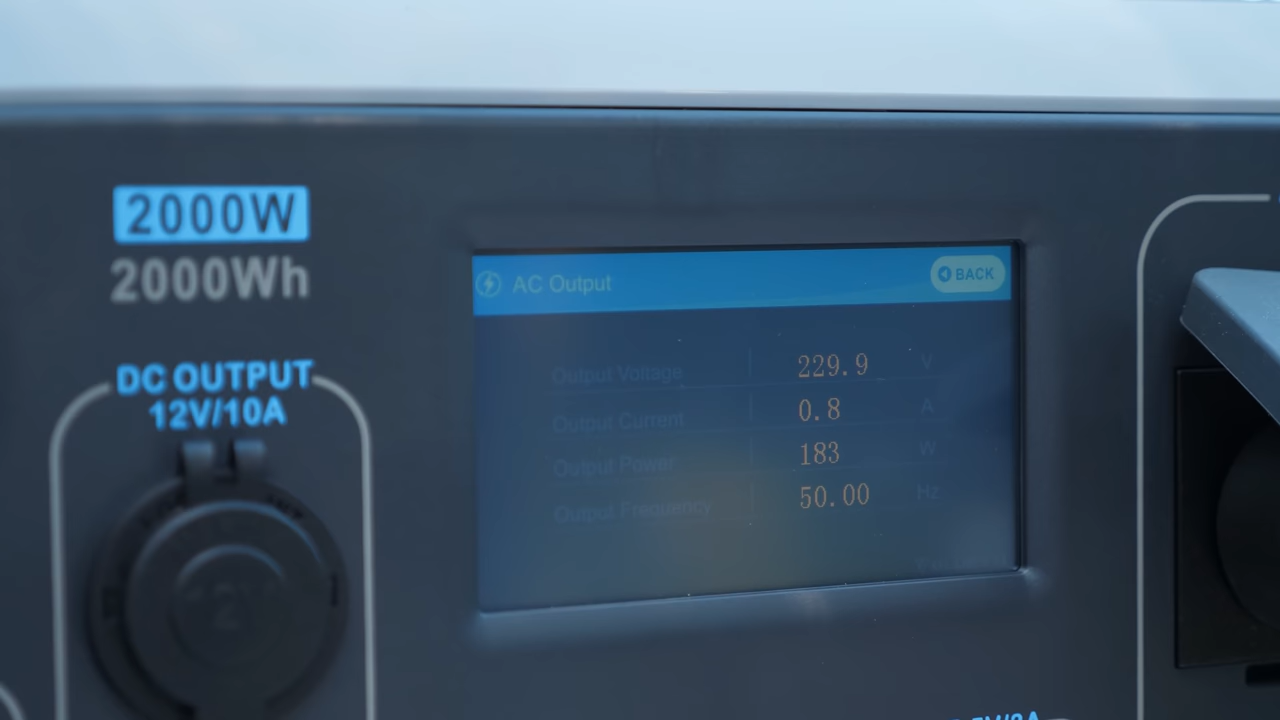 2000W
2000Wh
DC OUTPUT
12V/10A
AC Output
BACK
Output Voltage 229.9 V
Output Current 0.8 A
Output Power 183 W
Output Frequency 50.00 Hz